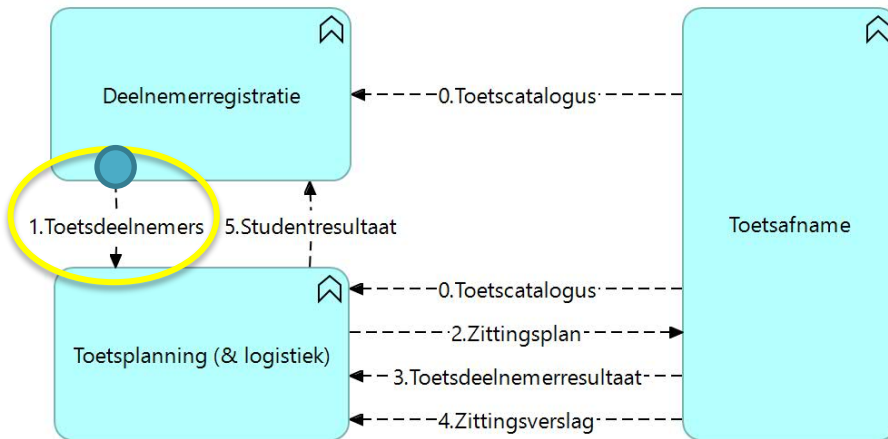 Deelnemerregistratie
0.Toetscatalogus
1.Toetsdeelnemers
5.Studentresultaat
Toetsafname
0.Toetscatalogus
2.Zittingsplan
Toetsplanning (& logistiek)
3.Toetsdeelnemerresultaat
4.Zittingsverslag